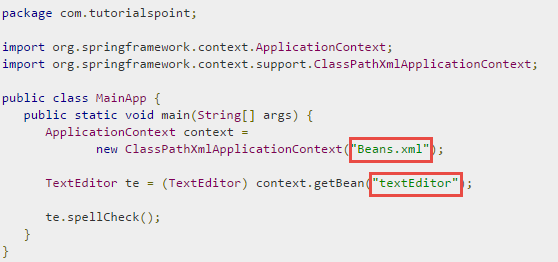 package com.tutorialspoint;
import org.springframework.context.ApplicationContext;
import org.springframework.context.support.ClassPathXmlApplicationContext;
public class MainApp {
public static void main(String[] args) {
ApplicationContext context =
new ClassPathXmlApplicationContext("Beans.xml");
TextEditor te = (TextEditor) context.getBean("textEditor");
te.spellCheck();
}
}